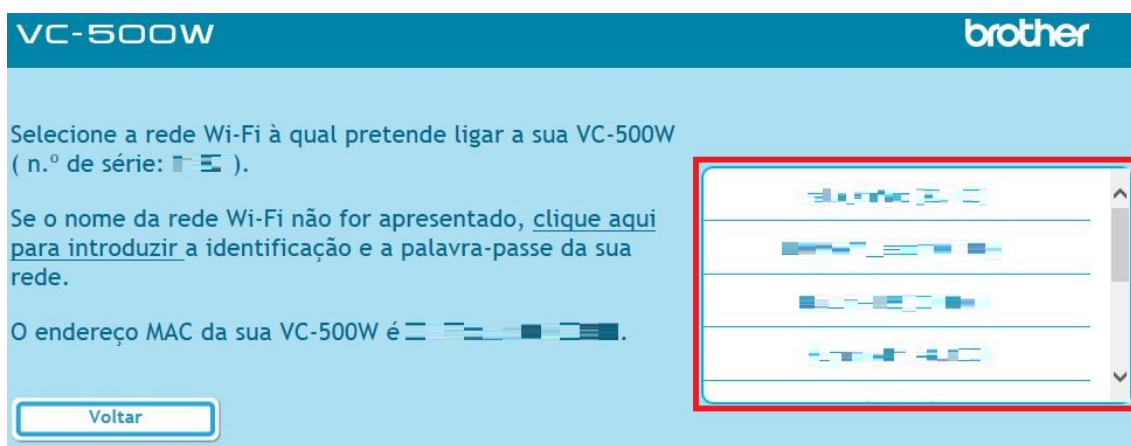 VC-500W
brother
Selecione a rede Wi-Fi à qual pretende ligar a sua VC-500W
( n.º de série: ).
Se o nome da rede Wi-Fi não for apresentado, clique aqui
para introduzir a identificação e a palavra-passe da sua
rede.
O endereço MAC da sua VC-500W é .
Voltar